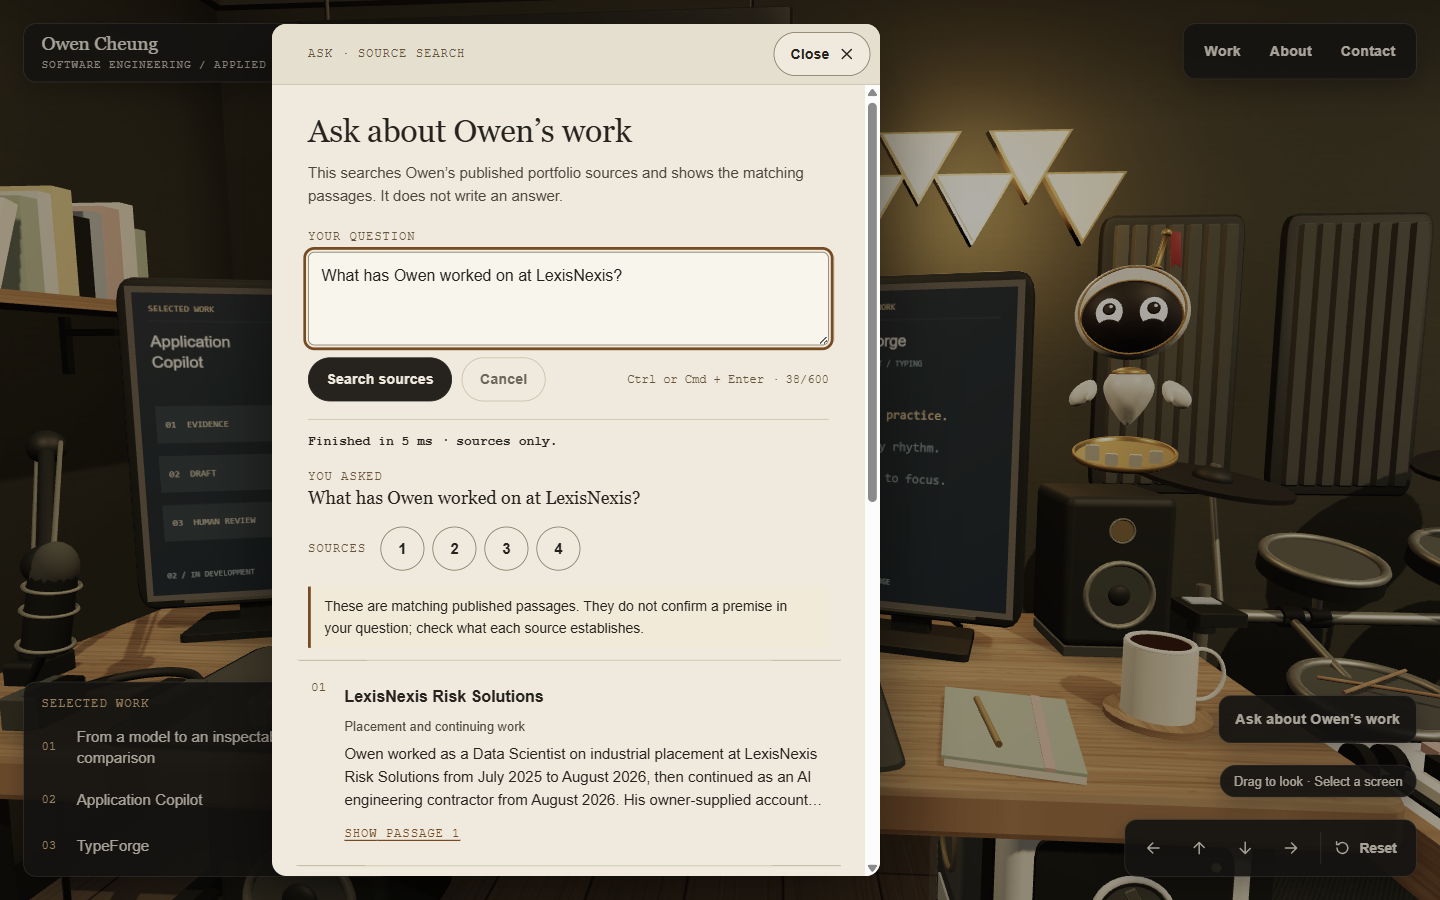 Owen Cheung
SOFTWARE ENGINEERING / APPLIED
Work
About
Contact
ASK · SOURCE SEARCH
Close
Ask about Owen’s work
This searches Owen’s published portfolio sources and shows the matching
passages. It does not write an answer.
YOUR QUESTION
What has Owen worked on at LexisNexis?
Search sources
Cancel
Ctrl or Cmd + Enter · 38/600
Finished in 5 ms · sources only.
YOU ASKED
What has Owen worked on at LexisNexis?
SOURCES
1
2
3
4
These are matching published passages. They do not confirm a premise in
your question; check what each source establishes.
01
LexisNexis Risk Solutions
Placement and continuing work
Owen worked as a Data Scientist on industrial placement at LexisNexis
Risk Solutions from July 2025 to August 2026, then continued as an AI
engineering contractor from August 2026. His owner-supplied account…
SHOW PASSAGE 1
SELECTED WORK
Application
Copilot
01 EVIDENCE
02 DRAFT
03 HUMAN REVIEW
02 / IN DEVELOPMENT
/ TYPING
practice.
rhythm.
to focus.
SELECTED WORK
01 From a model to an inspectal
comparison
02 Application Copilot
03 TypeForge
Ask about Owen’s work
Drag to look · Select a screen
Reset